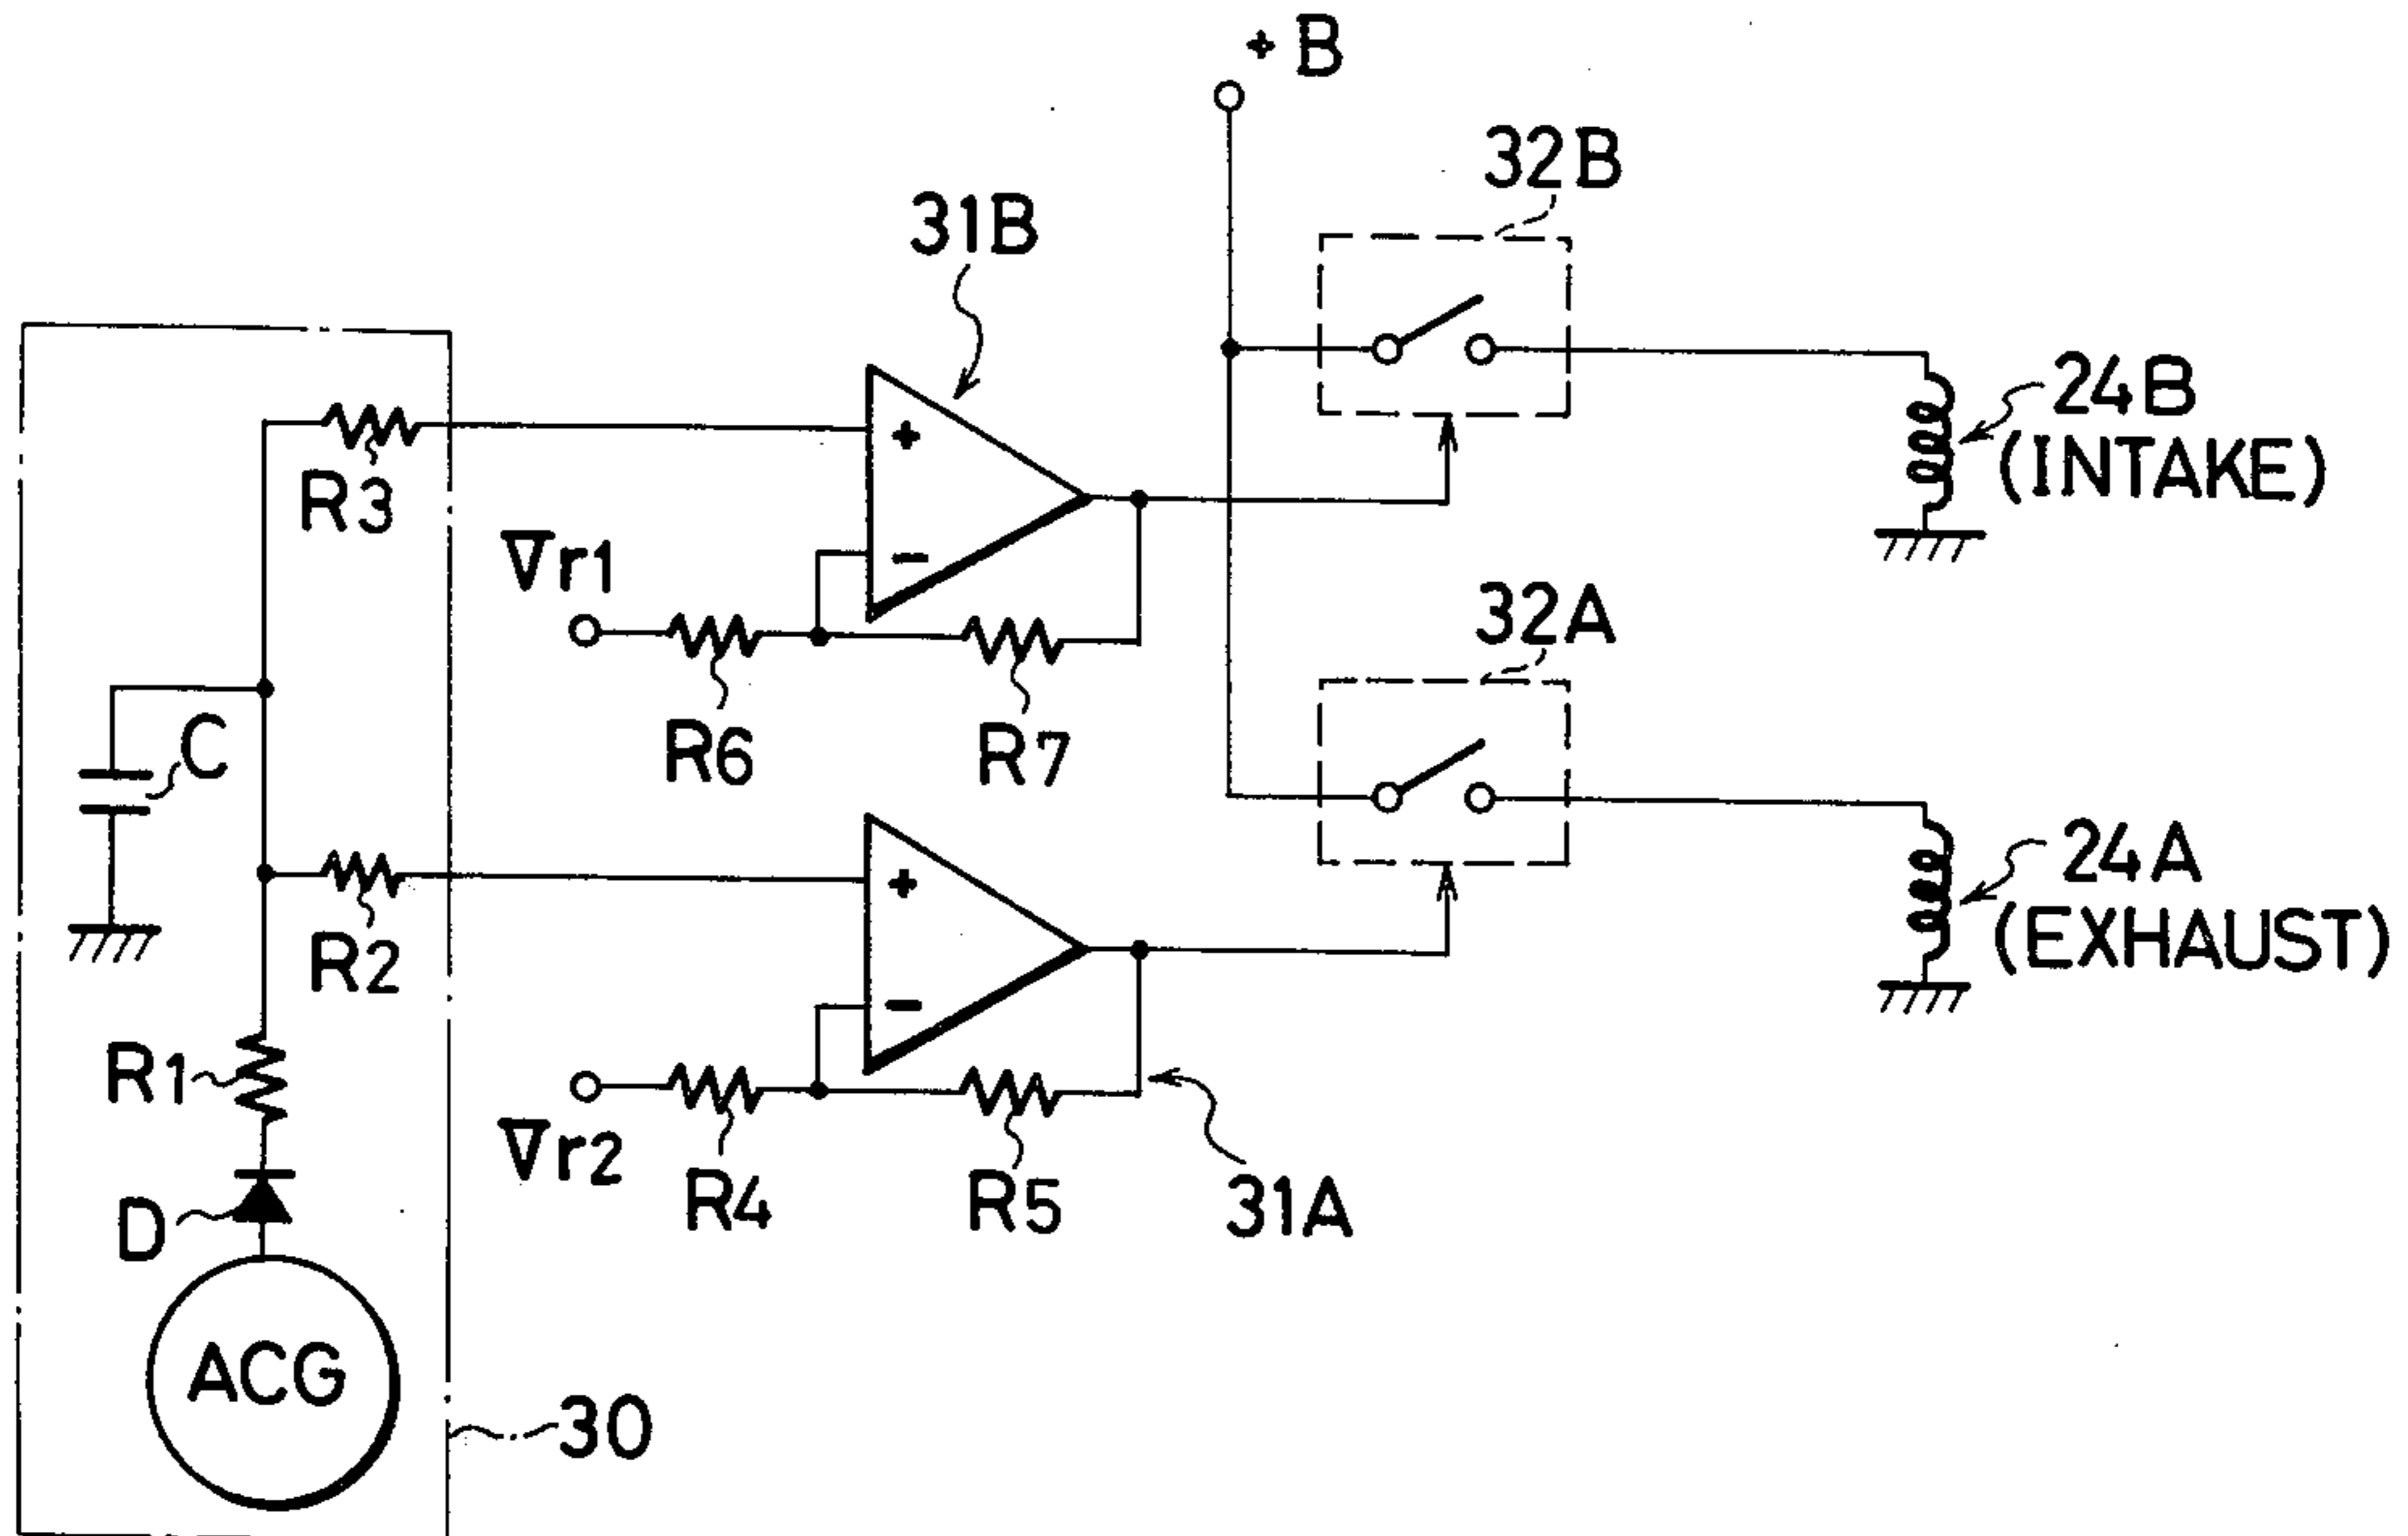 +B
32B
31B
24B
(INTAKE)
R3
Vr1
R6
R7
32A
C
24A
(EXHAUST)
R2
R1
Vr2
R4
R5
31A
D
ACG
30
+
-
+
-